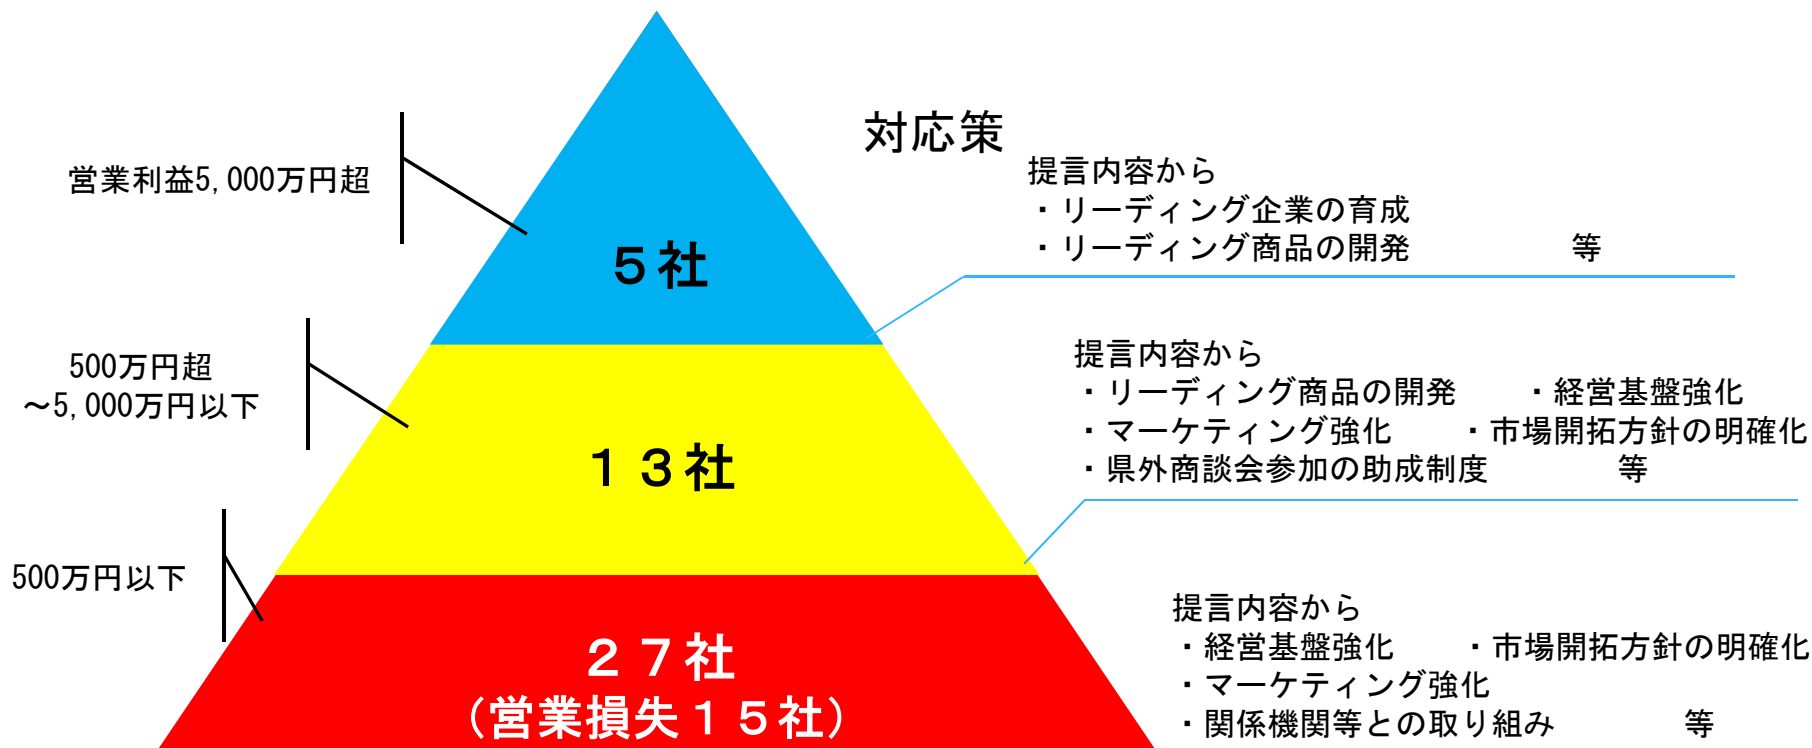 対応策
営業利益5,000万円超
5社
提言内容から
・リーディング企業の育成
・リーディング商品の開発　　　　　等
500万円超
～5,000万円以下
13社
提言内容から
・リーディング商品の開発　　・経営基盤強化
・マーケティング強化　　・市場開拓方針の明確化
・県外商談会参加の助成制度　　　　等
500万円以下
27社
(営業損失15社)
提言内容から
・経営基盤強化　　・市場開拓方針の明確化
・マーケティング強化
・関係機関等との取り組み　　　　等